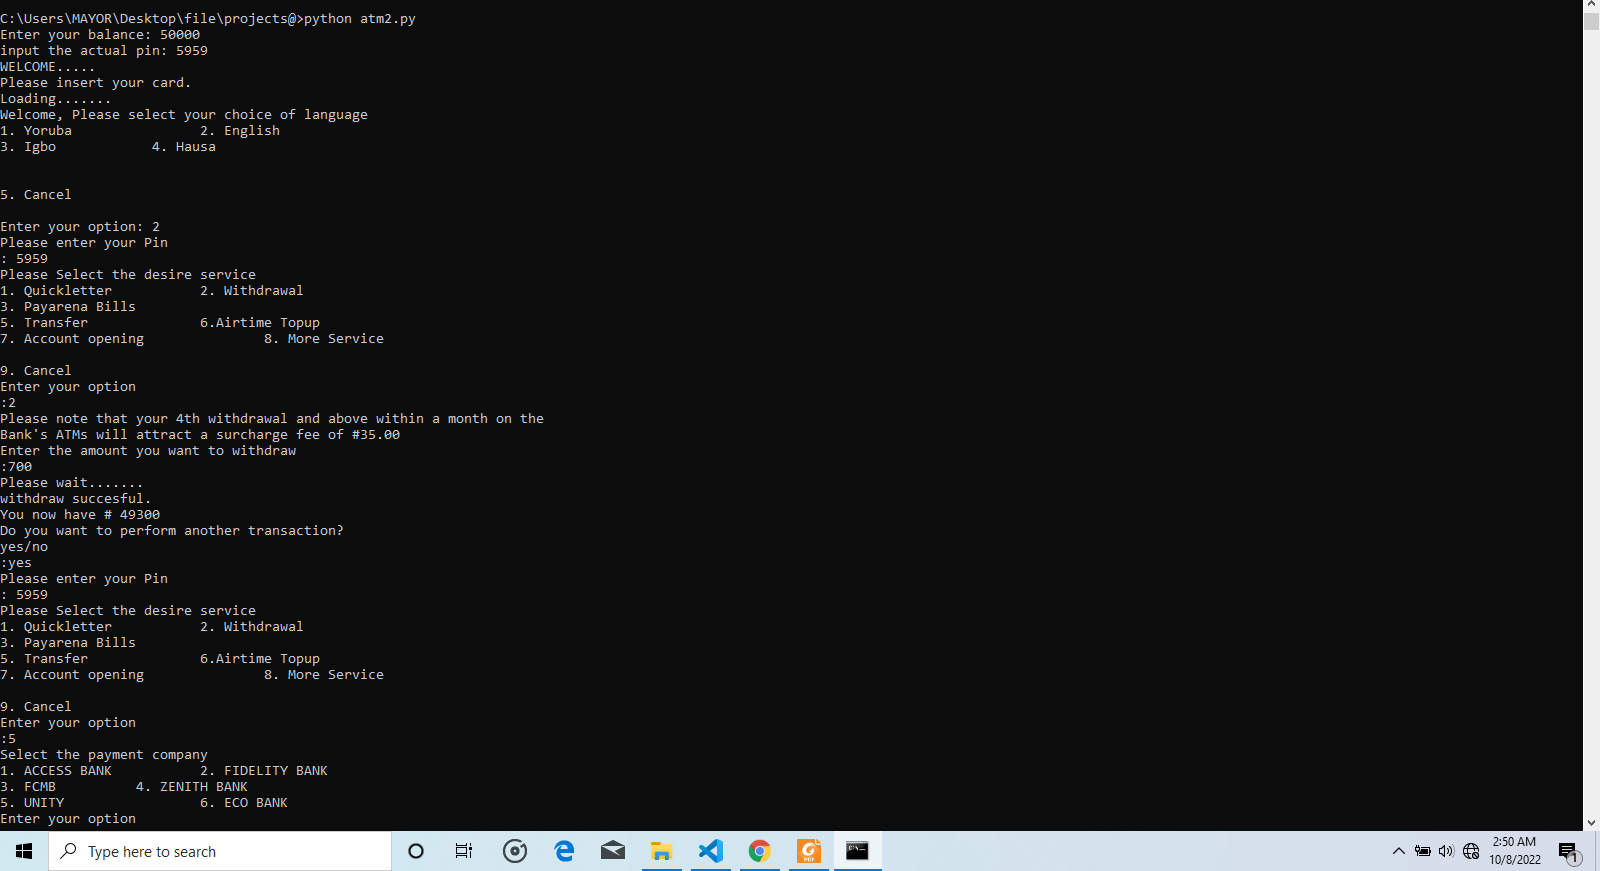 C:\Users\MAYOR\Desktop\file\projects@>python atm2.py
Enter your balance: 50000
input the actual pin: 5959
WELCOME.....
Please insert your card.
Loading.......
Welcome, Please select your choice of language
1. Yoruba                2. English
3. Igbo            4. Hausa
5. Cancel
Enter your option: 2
Please enter your Pin
: 5959
Please Select the desire service
1. Quickletter           2. Withdrawal
3. Payarena Bills
5. Transfer              6.Airtime Topup
7. Account opening               8. More Service
9. Cancel
Enter your option
:2
Please note that your 4th withdrawal and above within a month on the
Bank's ATMs will attract a surcharge fee of #35.00
Enter the amount you want to withdraw
:700
Please wait.......
withdraw succesful.
You now have # 49300
Do you want to perform another transaction?
yes/no
:yes
Please enter your Pin
: 5959
Please Select the desire service
1. Quickletter           2. Withdrawal
3. Payarena Bills
5. Transfer              6.Airtime Topup
7. Account opening               8. More Service
9. Cancel
Enter your option
:5
Select the payment company
1. ACCESS BANK           2. FIDELITY BANK
3. FCMB          4. ZENITH BANK
5. UNITY                 6. ECO BANK
Enter your option
Type here to search
PDF
2:50 AM
10/8/2022
1